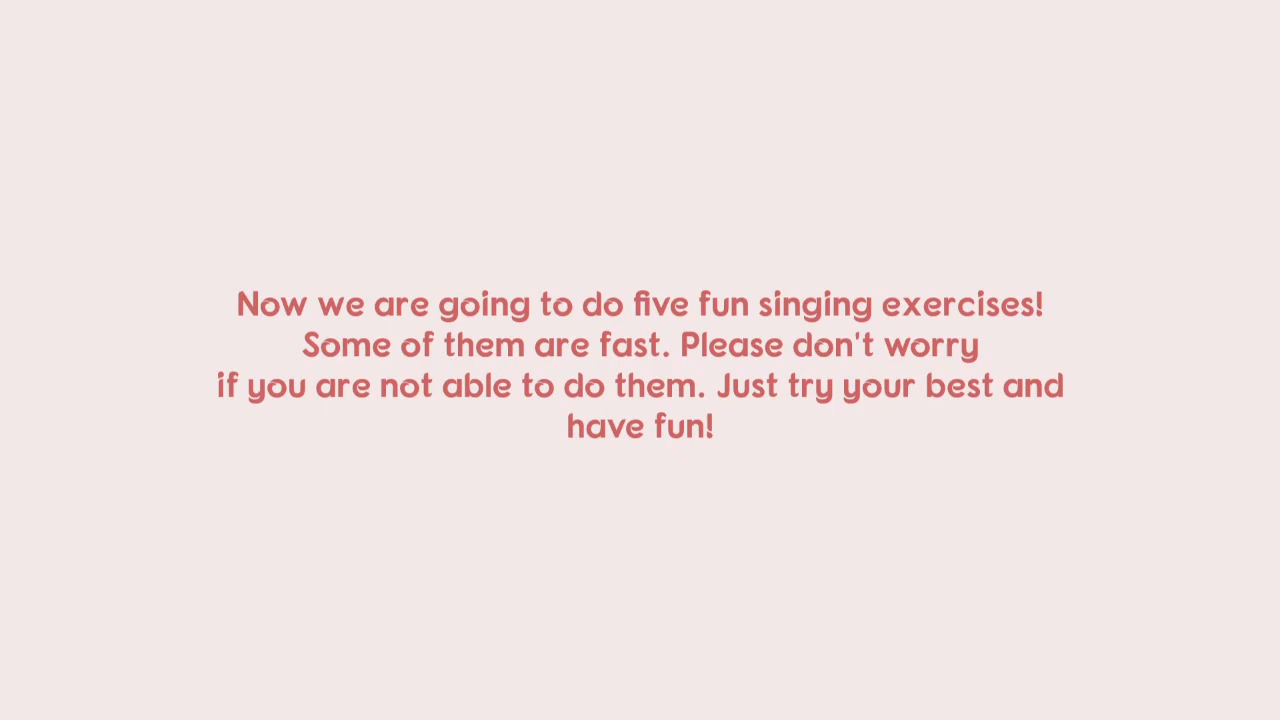 Now we are going to do five fun singing exercises!
Some of them are fast. Please don't worry
if you are not able to do them. Just try your best and
have fun!